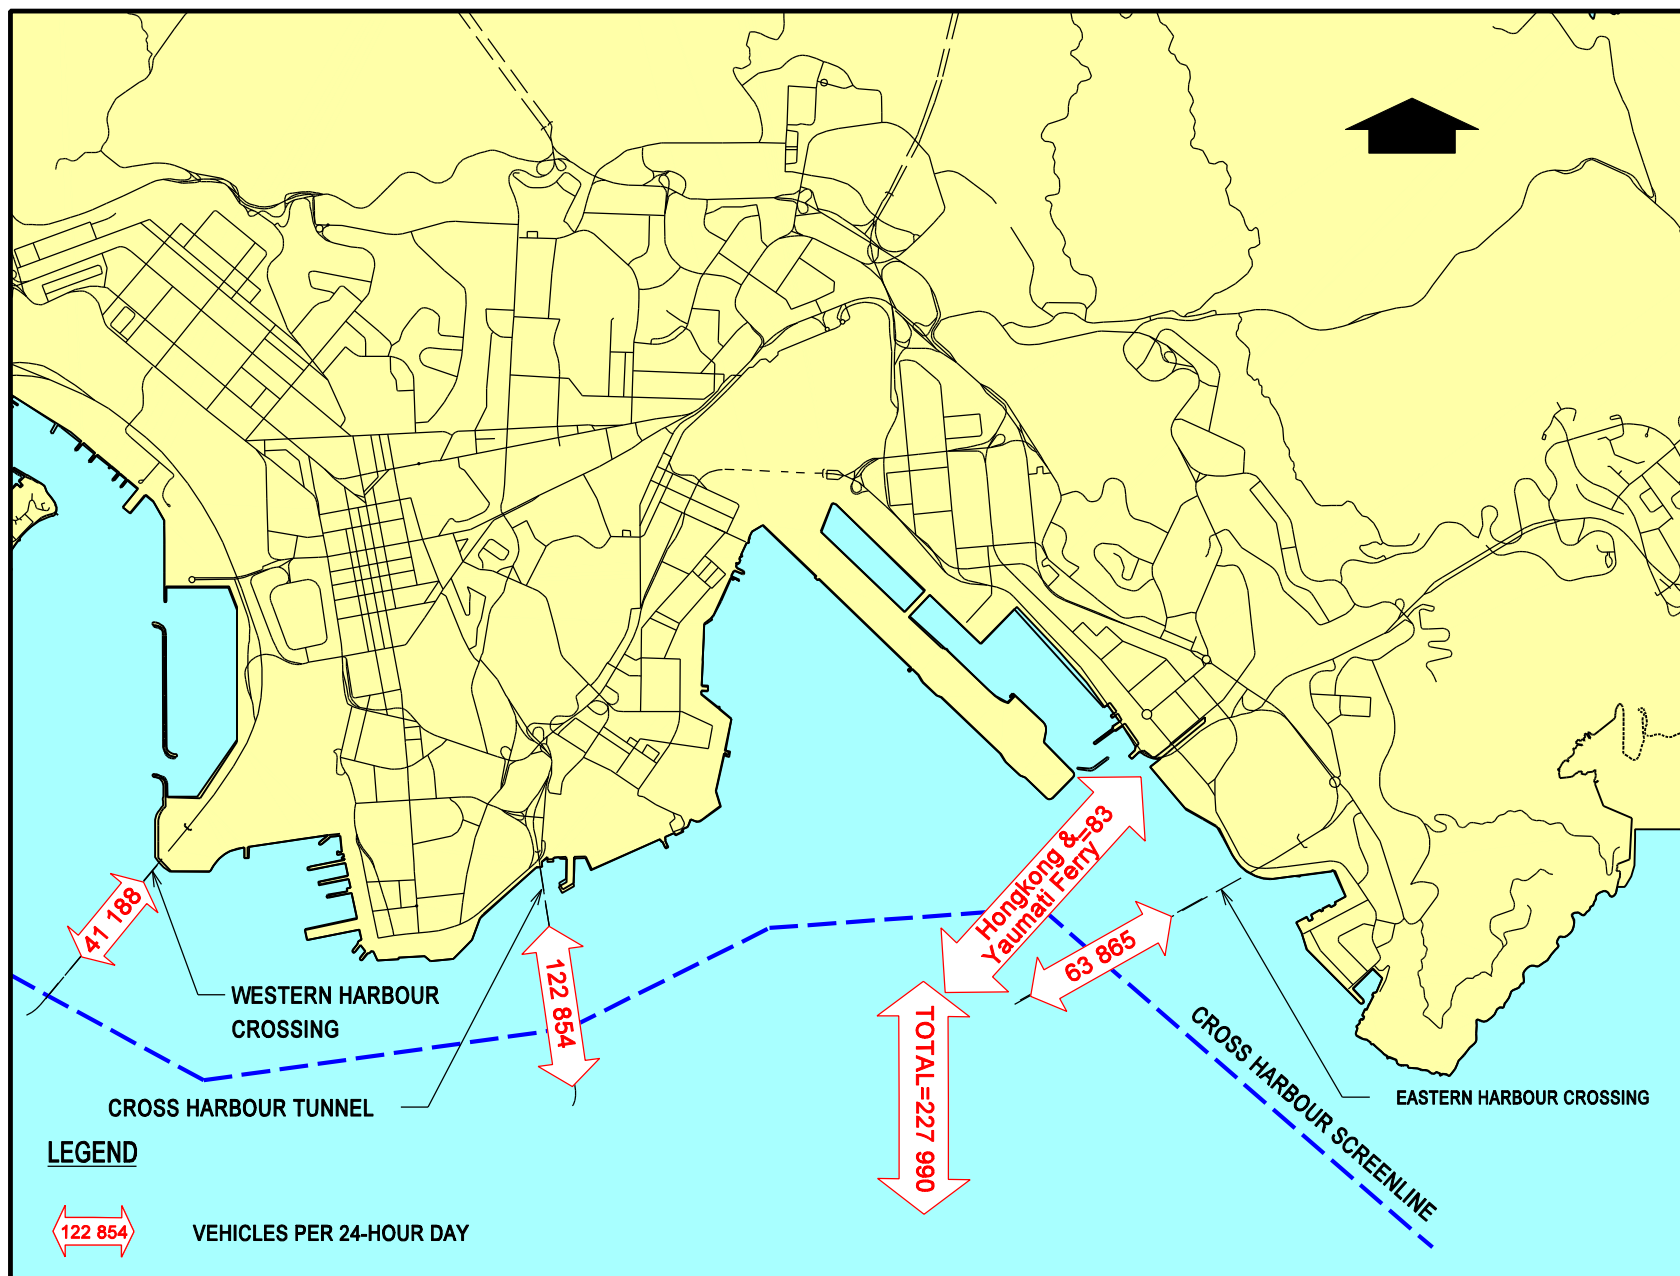 Hongkong & =83
Yaumati Ferry
41 188
63 865
122 854
WESTERN HARBOUR
CROSSING
TOTAL=227 990
CROSS HARBOUR SCREENLINE
EASTERN HARBOUR CROSSING
CROSS HARBOUR TUNNEL
LEGEND
122 854
VEHICLES PER 24-HOUR DAY